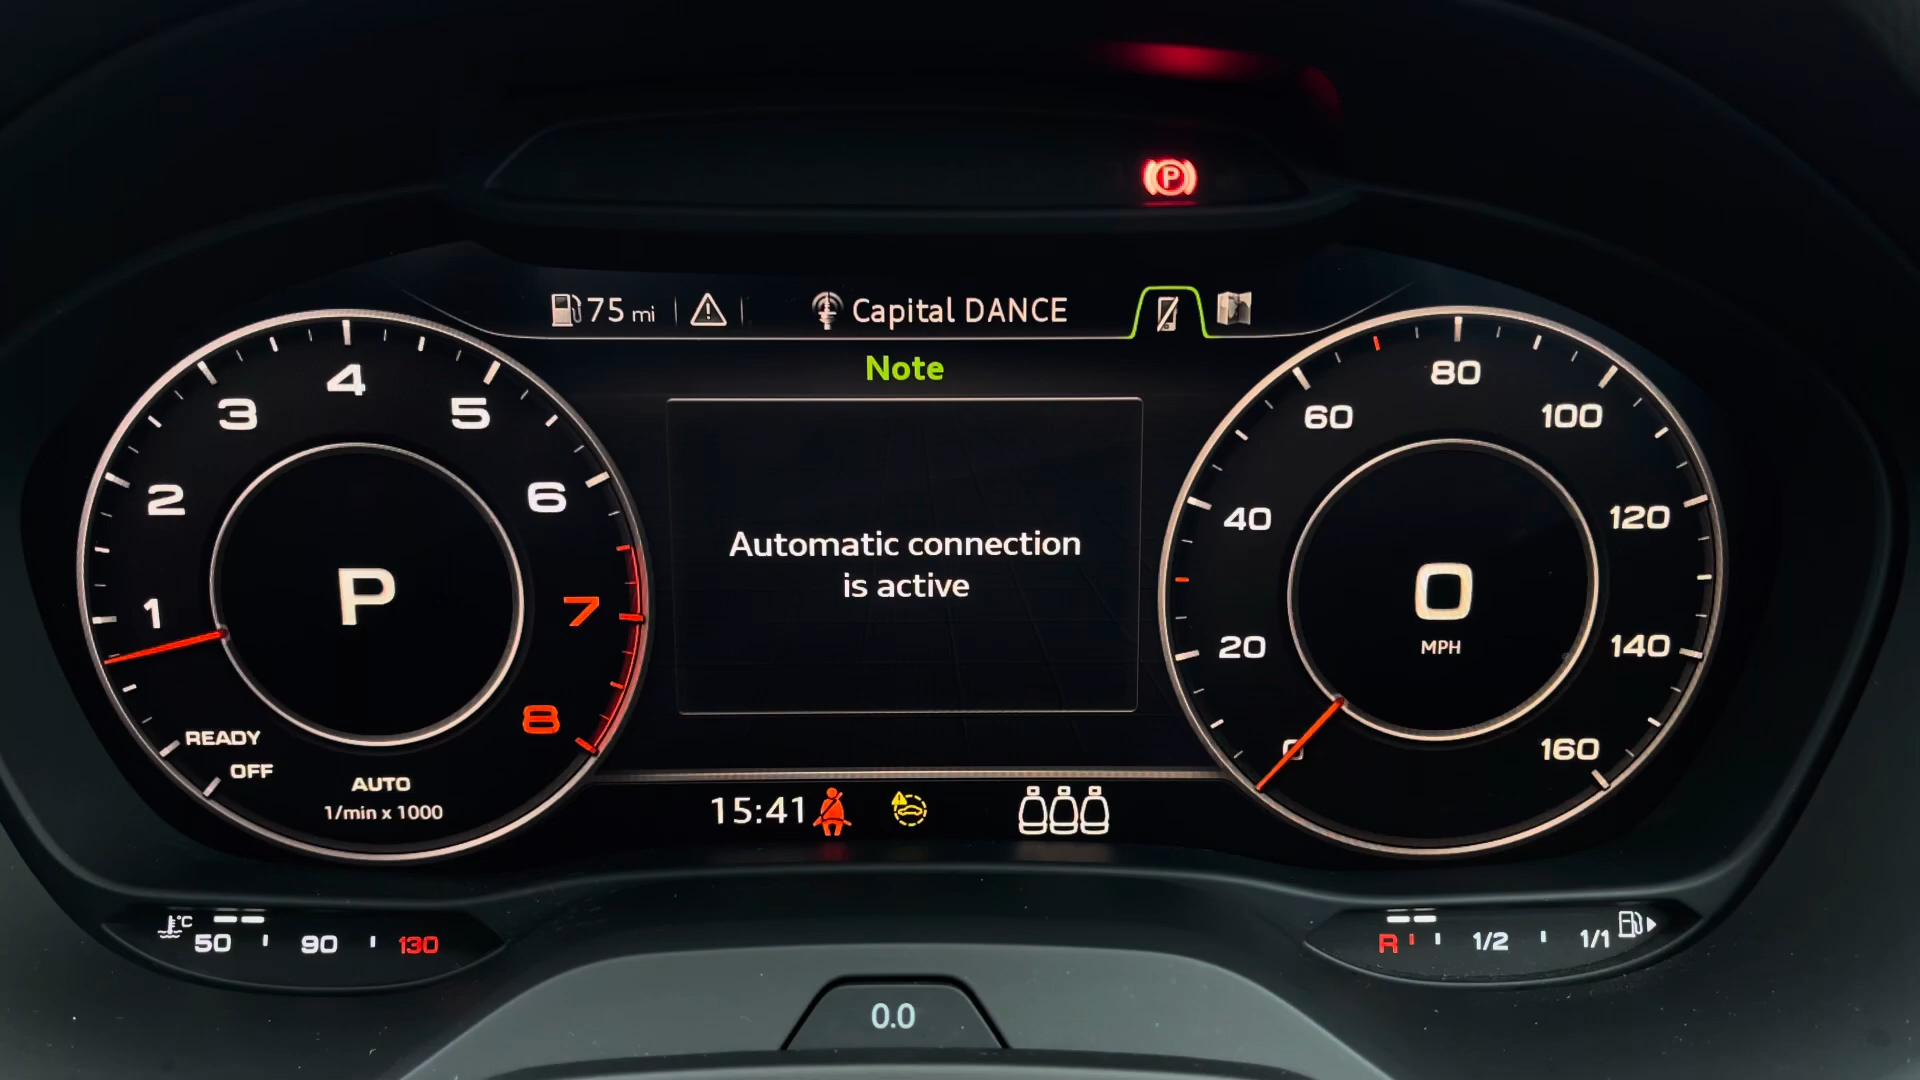 P
75 mi
Capital DANCE
Note
Automatic connection
is active
1
2
3
4
5
6
7
8
P
READY
OFF
AUTO
1/min x 1000
0
20
40
60
80
100
120
140
160
0
MPH
15:41
°C
50
90
130
R
1/2
1/1
0.0